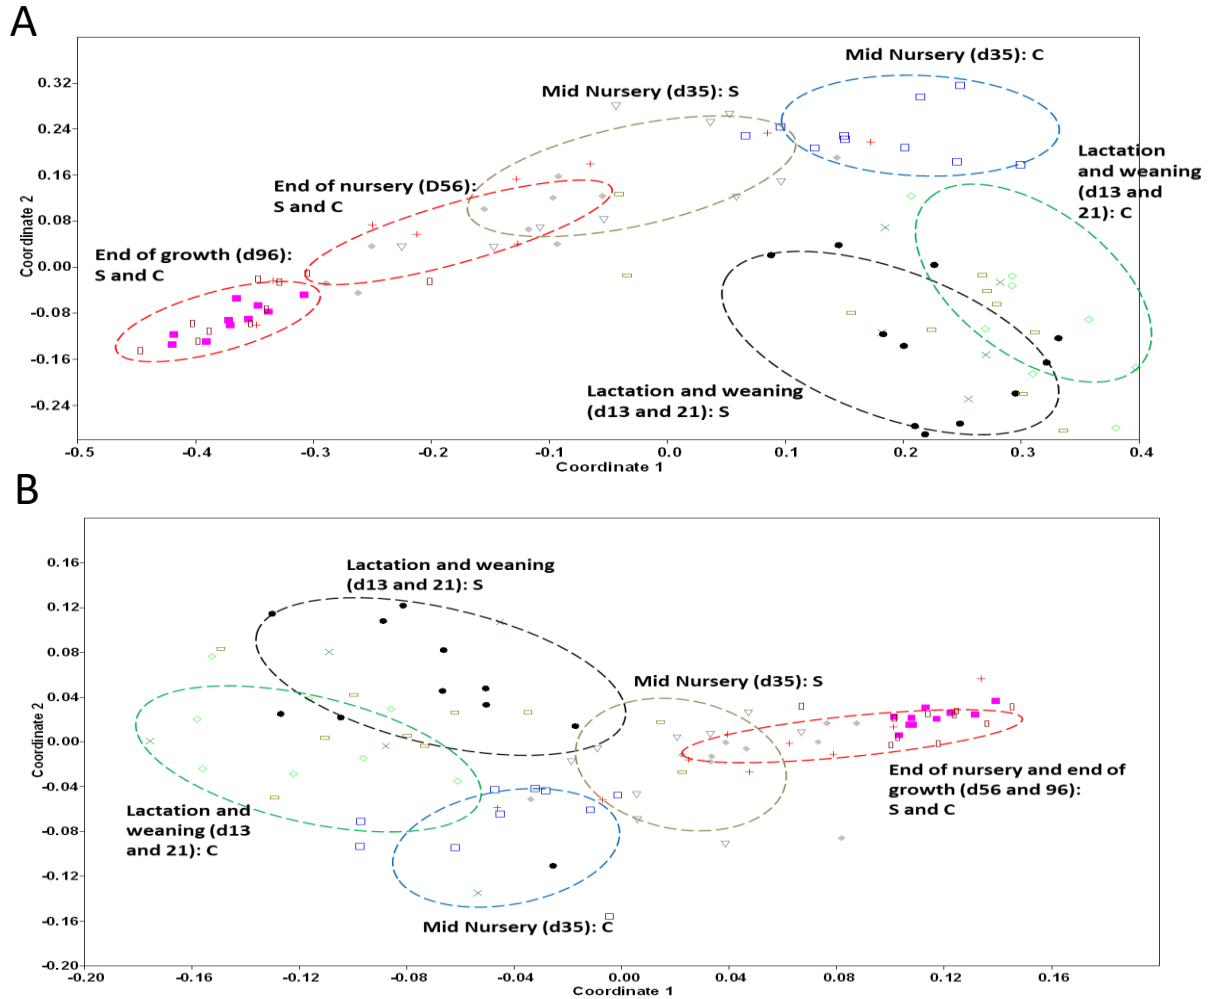 A
Mid Nursery (d35): C
Mid Nursery (d35): S
Lactation
and weaning
(d13 and
21): C
End of nursery (D56):
S and C
End of growth (d96):
S and C
Lactation and weaning
(d13 and 21): S
Coordinate 2
0.32
0.24
0.16
0.08
0.00
-0.08
-0.16
-0.24
-0.5
-0.4
-0.3
-0.2
-0.1
0.0
0.1
0.2
0.3
0.4
Coordinate 1
B
Lactation and weaning
(d13 and 21): S
Mid Nursery (d35): S
End of nursery and end of
growth (d56 and 96):
S and C
Lactation and
weaning (d13
and 21): C
Mid Nursery (d35): C
Coordinate 2
0.16
0.12
0.08
0.04
0.00
-0.04
-0.08
-0.12
-0.16
-0.20
-0.20
-0.16
-0.12
-0.08
-0.04
0.00
0.04
0.08
0.12
0.16
Coordinate 1